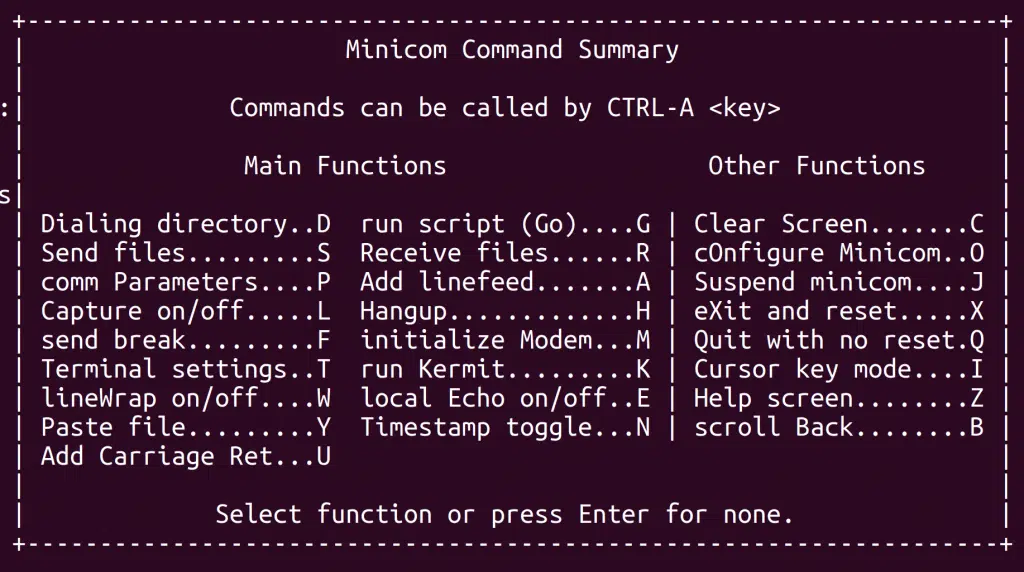 +-------------------------------------------------------------------+
Minicom Command Summary
:
Commands can be called by CTRL-A <key>
Main Functions Other Functions
s
Dialing directory..D run script (Go)....G | Clear Screen.......C
Send files.........S Receive files......R | cOnfigure Minicom..O
comm Parameters....P Add linefeed.......A | Suspend minicom....J
Capture on/off.....L Hangup.............H | eXit and reset.....X
send break.........F initialize Modem...M | Quit with no reset.Q
Terminal settings..T run Kermit.........K | Cursor key mode....I
lineWrap on/off....W local Echo on/off..E | Help screen........Z
Paste file.........Y Timestamp toggle...N | scroll Back........B
Add Carriage Ret...U
Select function or press Enter for none.
+-------------------------------------------------------------------+